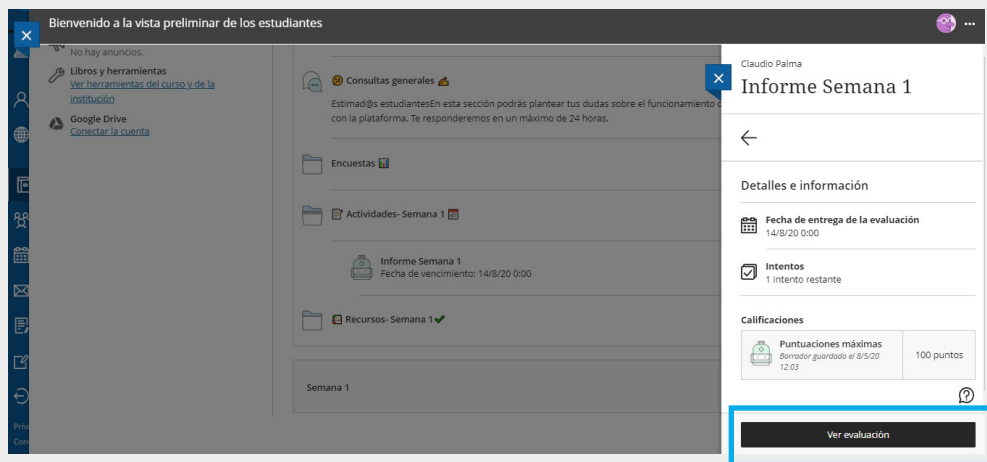 Bienvenido a la vista preliminar de los estudiantes
No hay anuncios.
Libros y herramientas
Ver herramientas del curso y de la
institución
Google Drive
Conectar la cuenta
Consultas generales
Estimad@s estudiantesEn esta sección podrás plantear tus dudas sobre el funcionamiento
con la plataforma. Te responderemos en un máximo de 24 horas.
Encuestas
Actividades- Semana 1
Informe Semana 1
Fecha de vencimiento: 14/8/20 0:00
Recursos- Semana 1
Semana 1
Claudio Palma
Informe Semana 1
Detalles e información
Fecha de entrega de la evaluación
14/8/20 0:00
Intentos
1 intento restante
Calificaciones
Puntuaciones máximas
Borrador guardado el 8/5/20
12:03
100 puntos
Ver evaluación